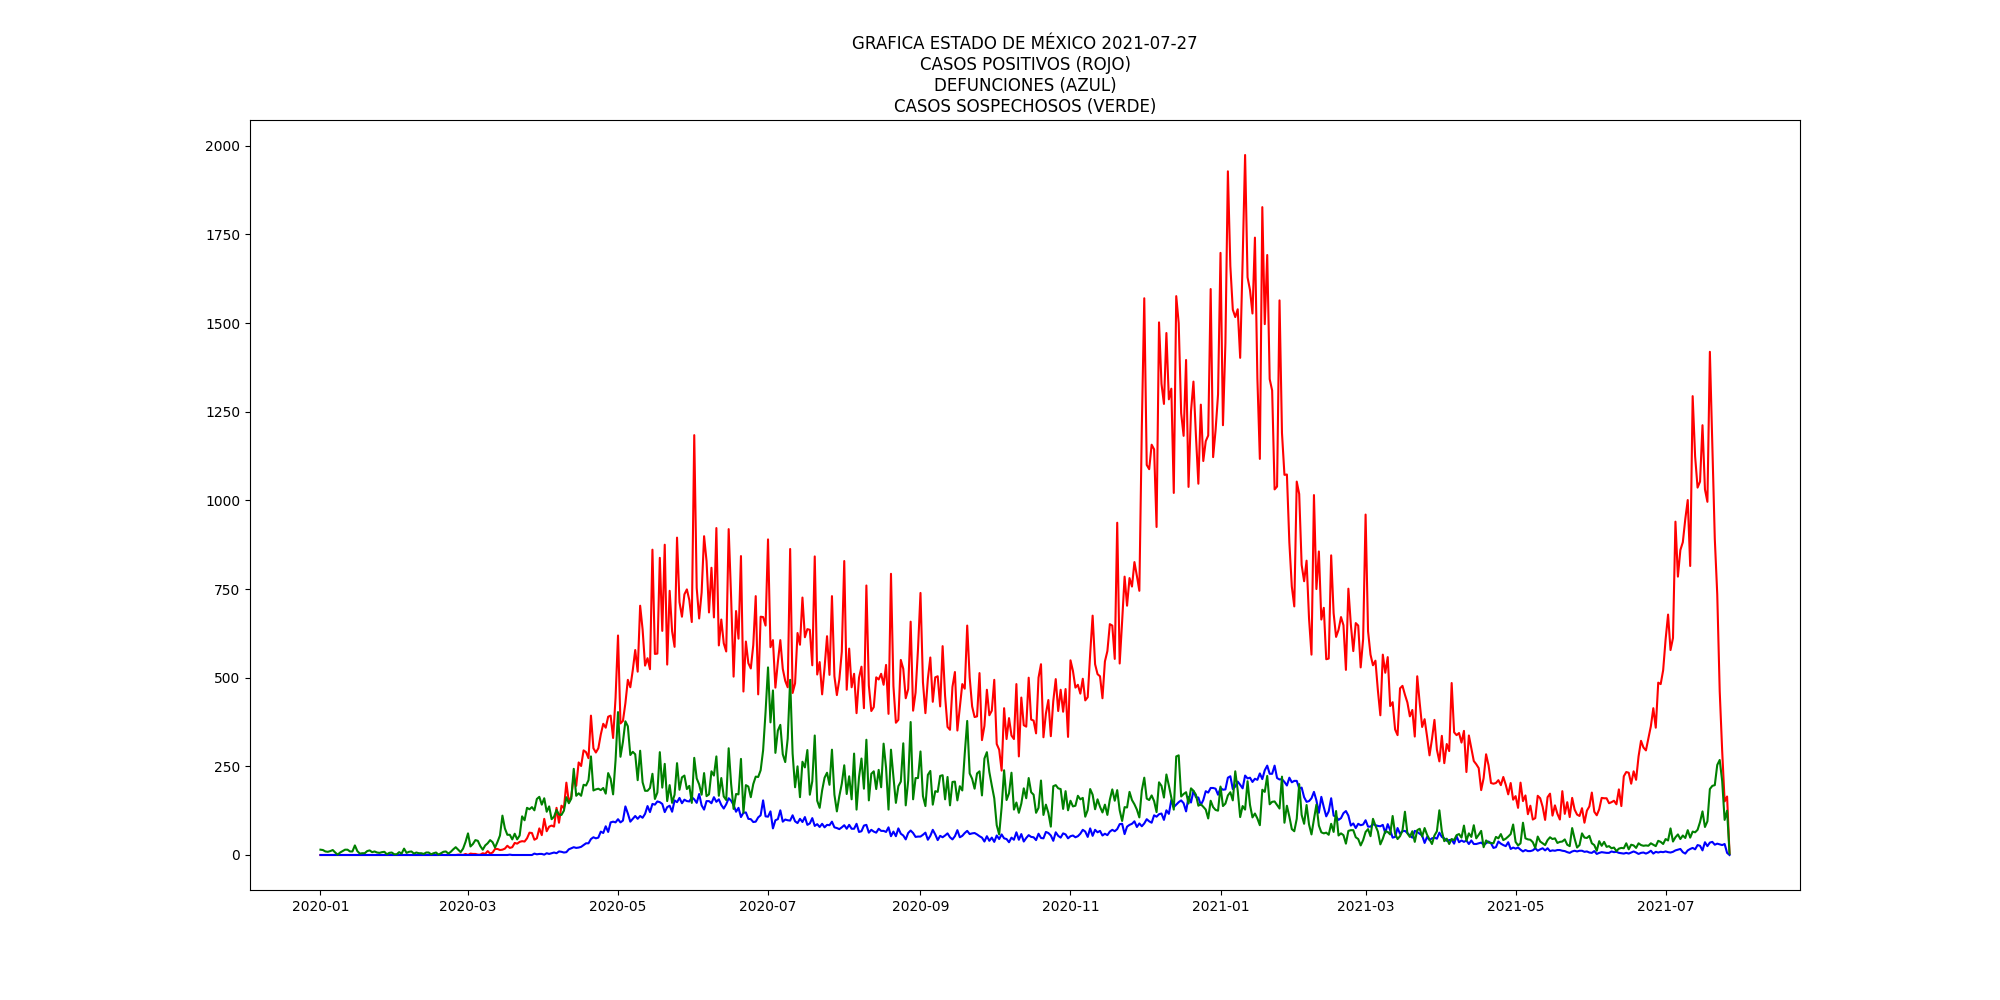 GRAFICA ESTADO DE MÉXICO 2021-07-27
CASOS POSITIVOS (ROJO)
DEFUNCIONES (AZUL)
CASOS SOSPECHOSOS (VERDE)
2000
1750
1500
1250
1000
750
500
250
0
2020-01 2020-03 2020-05 2020-07 2020-09 2020-11 2021-01 2021-03 2021-05 2021-07